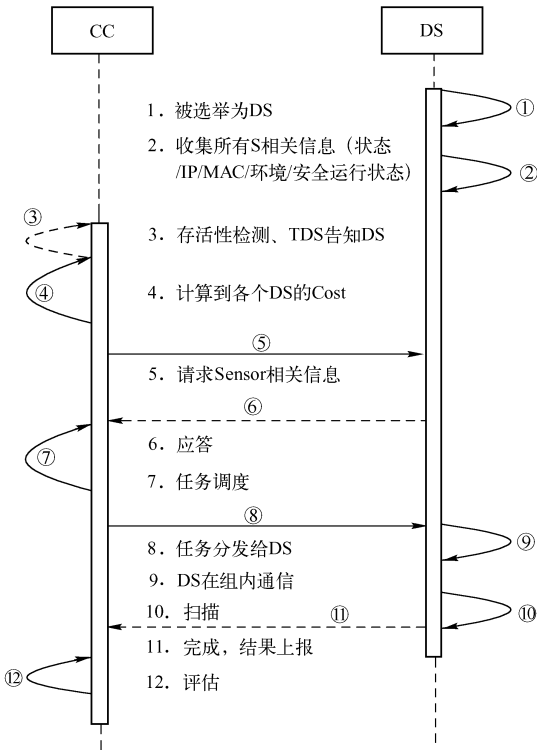 CC
DS
①
1．被选举为DS
2．收集所有S相关信息（状态
/IP/MAC/环境/安全运行状态）
②
③
3．存活性检测、TDS告知DS
④
4．计算到各个DS的Cost
⑤
5．请求Sensor相关信息
⑥
6．应答
⑦
7．任务调度
⑧
8．任务分发给DS
⑨
9．DS在组内通信
10．扫描
⑩
⑪
11．完成，结果上报
⑫
12．评估